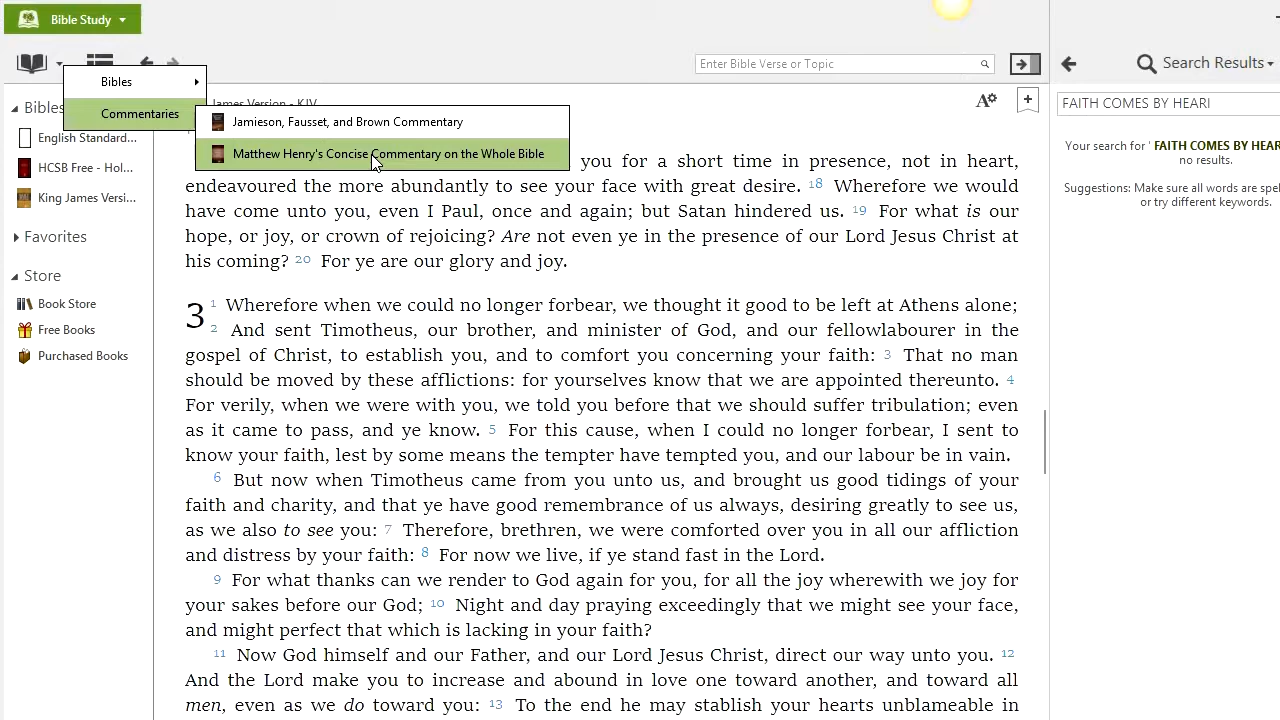 Bible Study
Enter Bible Verse or Topic
Search Results
Bibles
Commentaries
Jamieson, Fausset, and Brown Commentary
Matthew Henry's Concise Commentary on the Whole Bible
Bibles
English Standard...
HCSB Free - Hol...
King James Versi...
Favorites
Store
Book Store
Free Books
Purchased Books
James Version - KJV
you for a short time in presence, not in heart,
endeavoured the more abundantly to see your face with great desire. 18 Wherefore we would
have come unto you, even I Paul, once and again; but Satan hindered us. 19 For what is our
hope, or joy, or crown of rejoicing? Are not even ye in the presence of our Lord Jesus Christ at
his coming? 20 For ye are our glory and joy.
3 1 Wherefore when we could no longer forbear, we thought it good to be left at Athens alone;
2 And sent Timotheus, our brother, and minister of God, and our fellowlabourer in the
gospel of Christ, to establish you, and to comfort you concerning your faith: 3 That no man
should be moved by these afflictions: for yourselves know that we are appointed thereunto. 4
For verily, when we were with you, we told you before that we should suffer tribulation; even
as it came to pass, and ye know. 5 For this cause, when I could no longer forbear, I sent to
know your faith, lest by some means the tempter have tempted you, and our labour be in vain.
6 But now when Timotheus came from you unto us, and brought us good tidings of your
faith and charity, and that ye have good remembrance of us always, desiring greatly to see us,
as we also to see you: 7 Therefore, brethren, we were comforted over you in all our affliction
and distress by your faith: 8 For now we live, if ye stand fast in the Lord.
9 For what thanks can we render to God again for you, for all the joy wherewith we joy for
your sakes before our God; 10 Night and day praying exceedingly that we might see your face,
and might perfect that which is lacking in your faith?
11 Now God himself and our Father, and our Lord Jesus Christ, direct our way unto you. 12
And the Lord make you to increase and abound in love one toward another, and toward all
men, even as we do toward you: 13 To the end he may stablish your hearts unblameable in
FAITH COMES BY HEARI
Your search for ' FAITH COMES BY HEAR
no results.
Suggestions: Make sure all words are spel
or try different keywords.